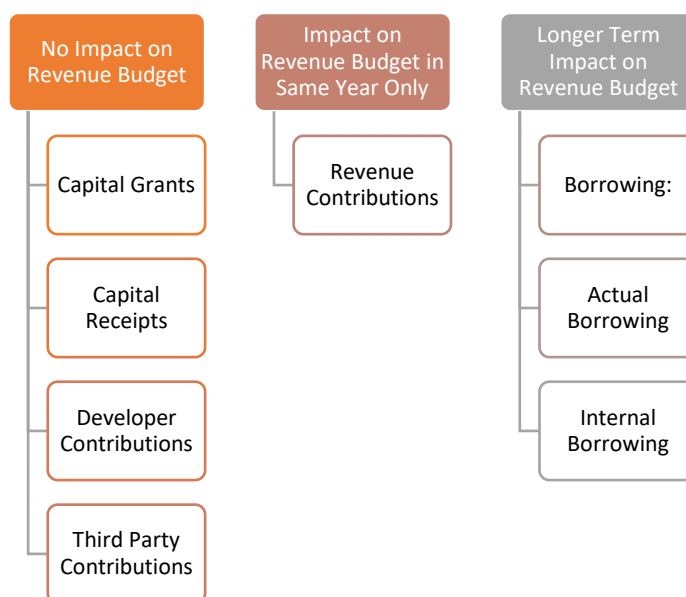 No Impact on
Revenue Budget
Capital Grants
Capital
Receipts
Developer
Contributions
Third Party
Contributions
Impact on
Revenue Budget in
Same Year Only
Revenue
Contributions
Longer Term
Impact on
Revenue Budget
Borrowing:
Actual
Borrowing
Internal
Borrowing